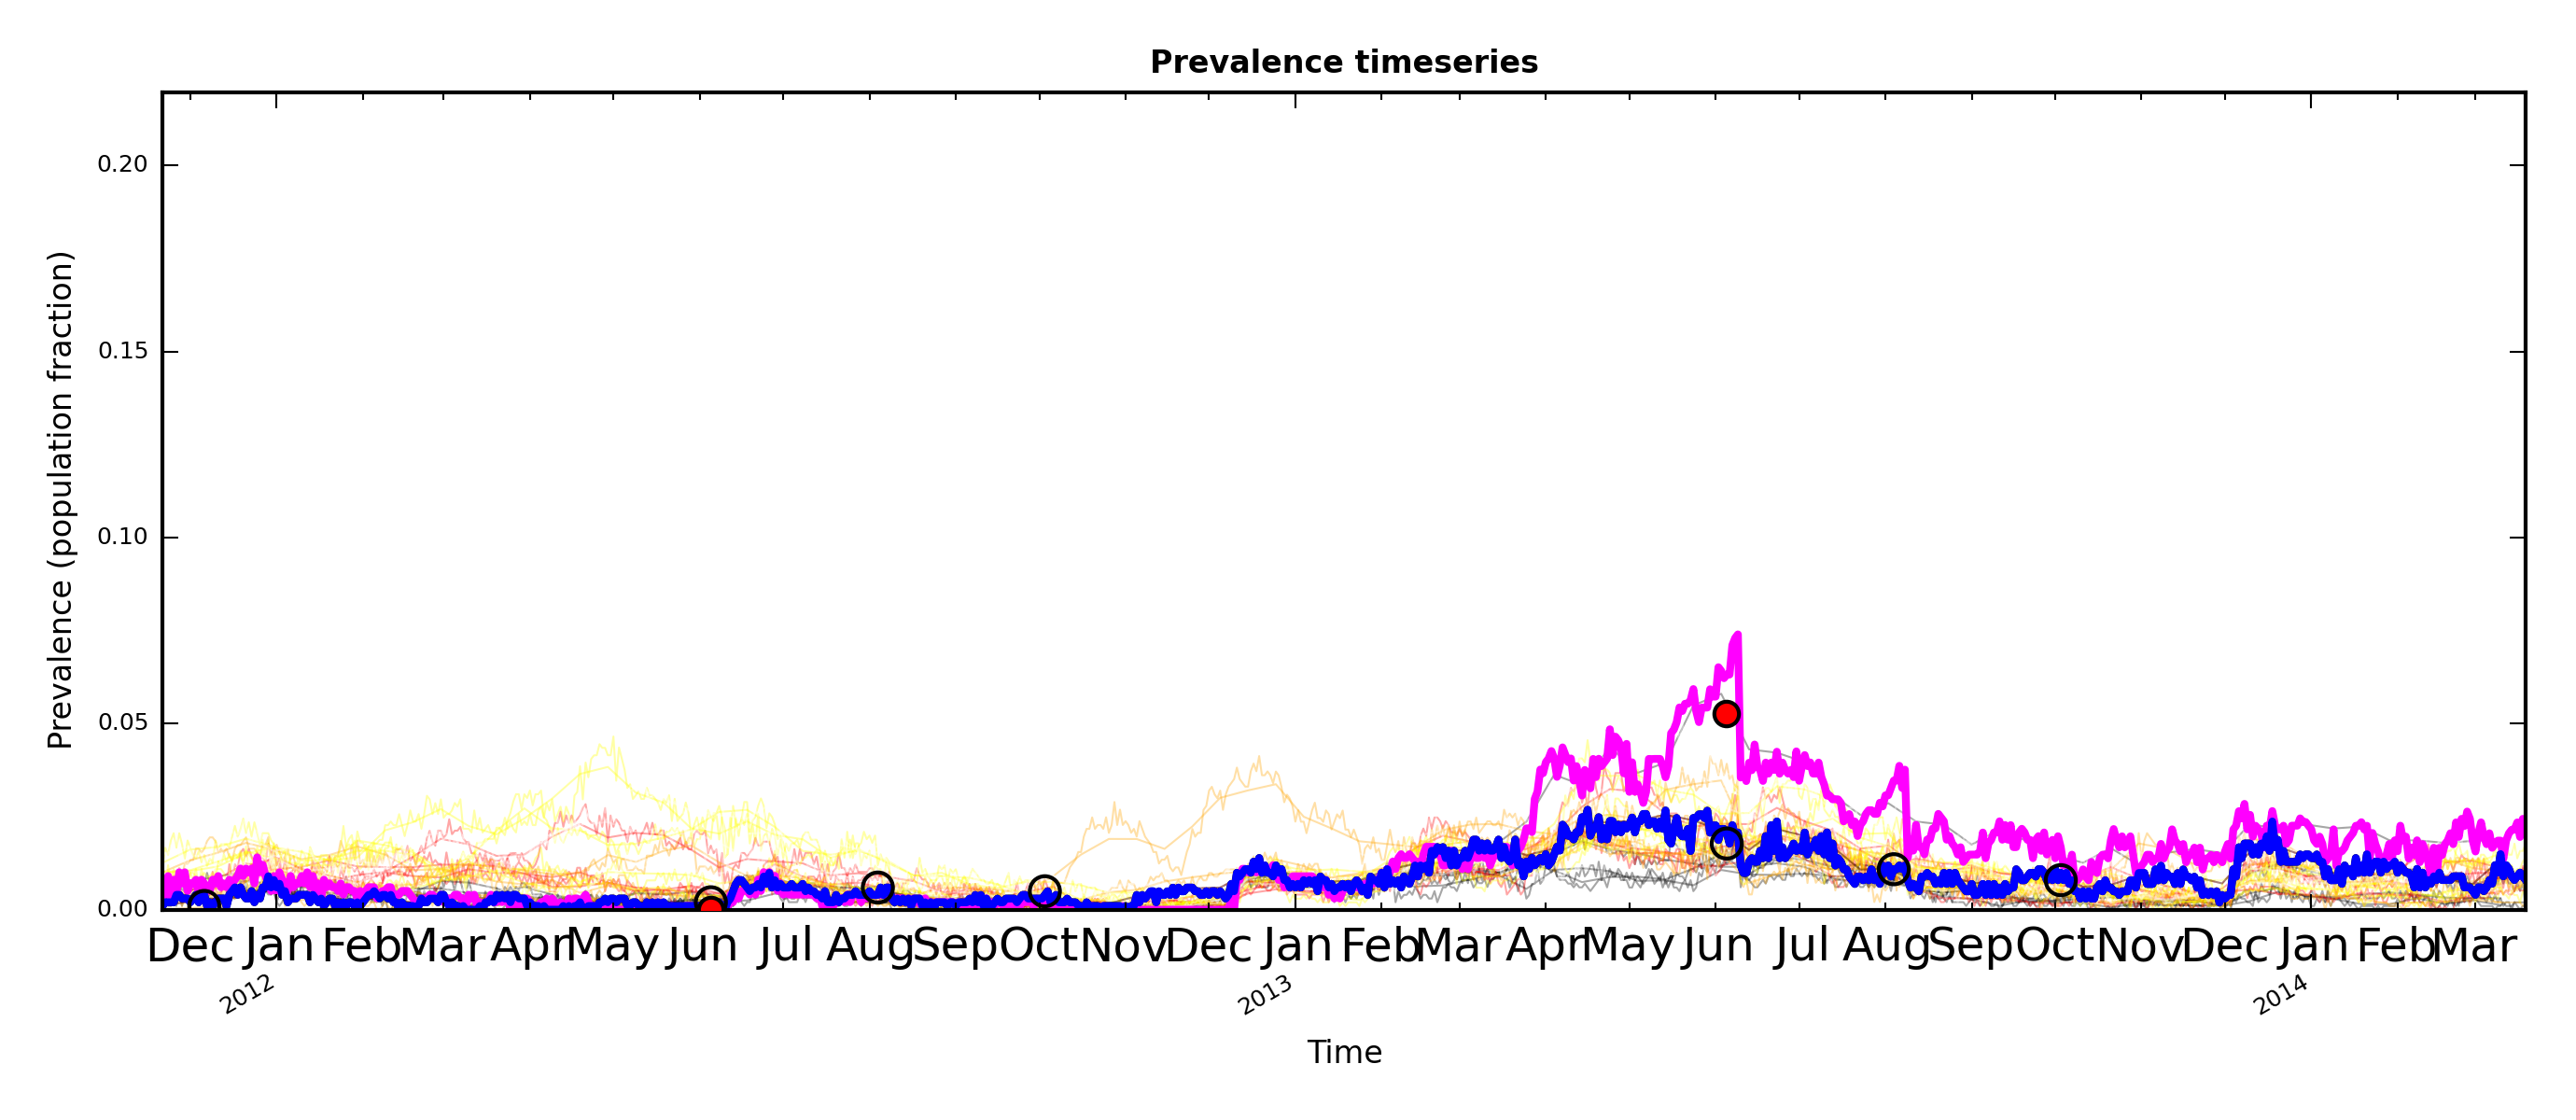 Prevalence timeseries
Prevalence (population fraction)
0.20
0.15
0.10
0.05
0.00
Dec Jan Feb Mar Apr May Jun Jul Aug Sep Oct Nov Dec Jan Feb Mar Apr May Jun Jul Aug Sep Oct Nov Dec Jan Feb Mar
2012 2013 2014
Time